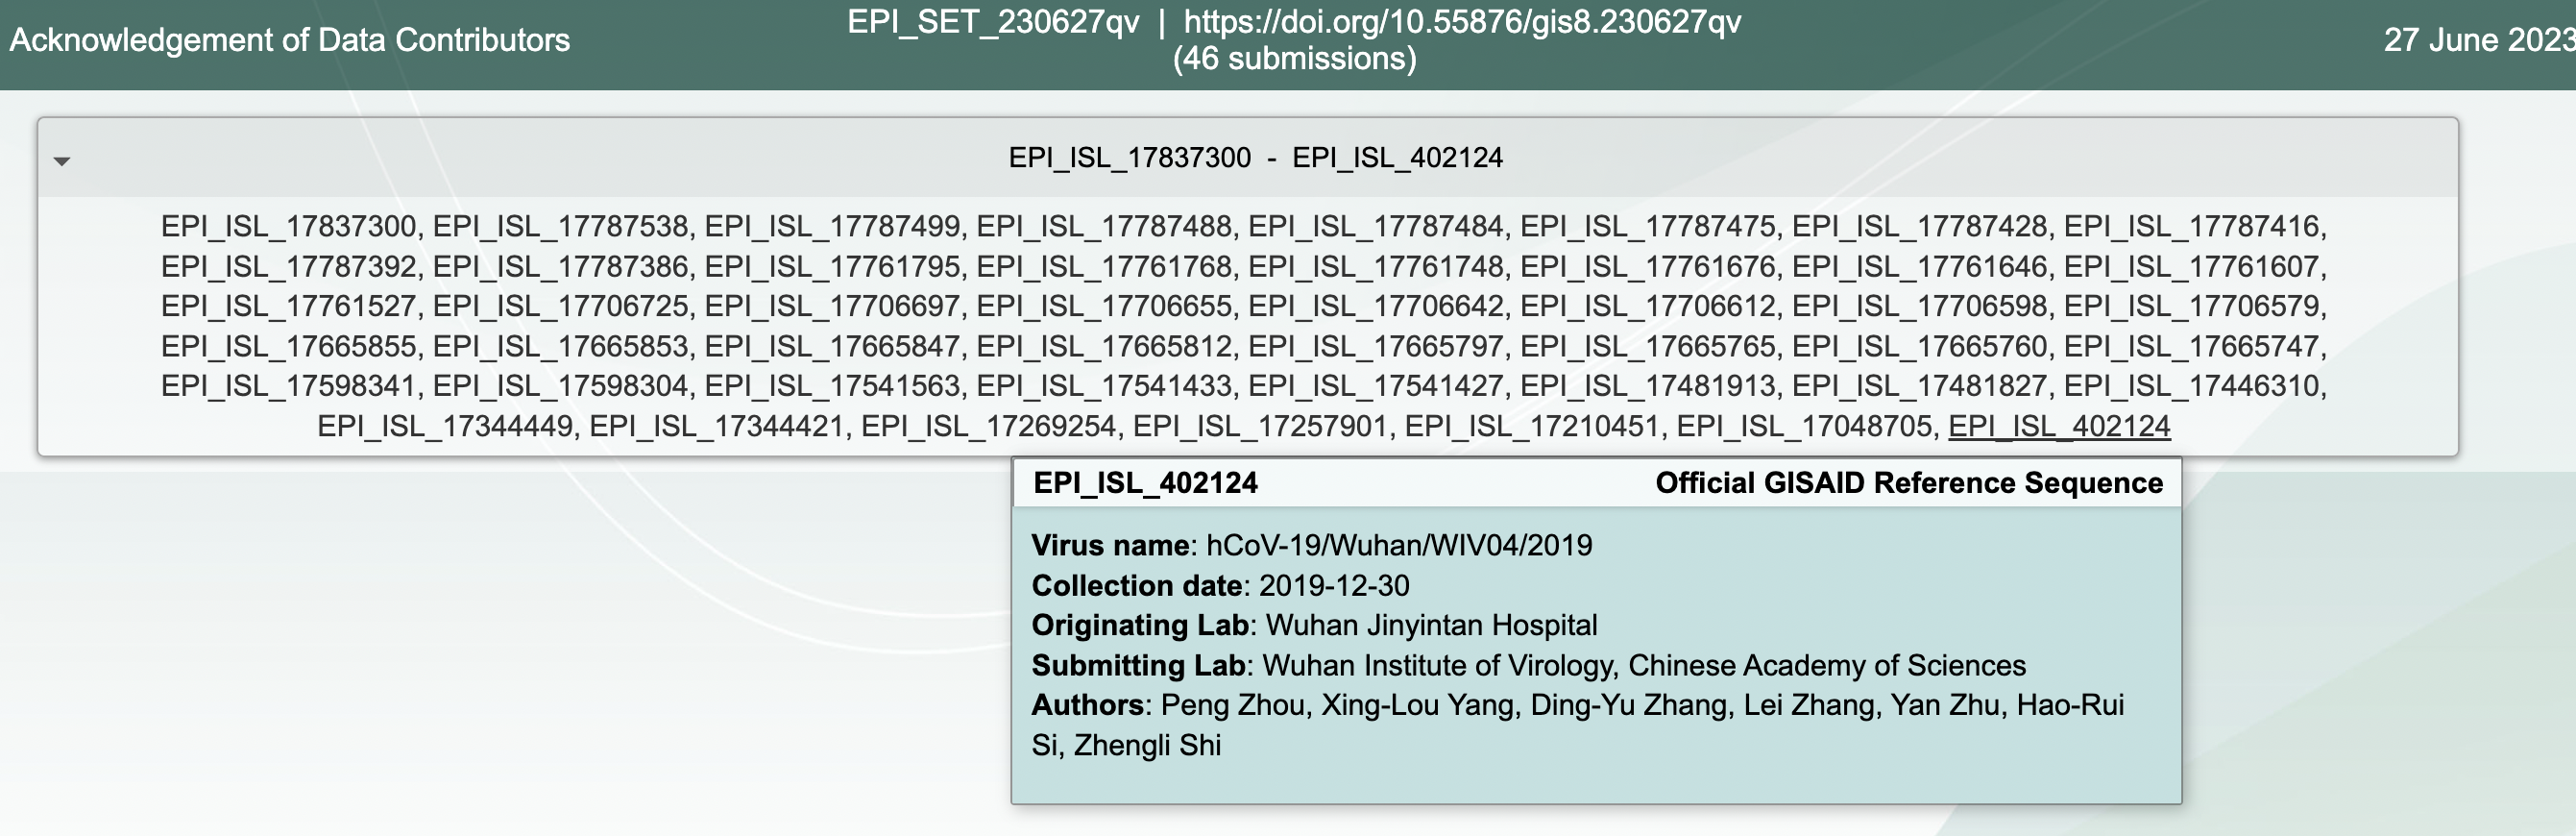 Acknowledgement of Data Contributors
EPI_SET_230627qv | https://doi.org/10.55876/gis8.230627qv
(46 submissions)
27 June 2023
EPI_ISL_17837300 - EPI_ISL_402124
EPI_ISL_17837300, EPI_ISL_17787538, EPI_ISL_17787499, EPI_ISL_17787488, EPI_ISL_17787484, EPI_ISL_17787475, EPI_ISL_17787428, EPI_ISL_17787416,
EPI_ISL_17787392, EPI_ISL_17787386, EPI_ISL_17761795, EPI_ISL_17761768, EPI_ISL_17761748, EPI_ISL_17761676, EPI_ISL_17761646, EPI_ISL_17761607,
EPI_ISL_17761527, EPI_ISL_17706725, EPI_ISL_17706697, EPI_ISL_17706655, EPI_ISL_17706642, EPI_ISL_17706612, EPI_ISL_17706598, EPI_ISL_17706579,
EPI_ISL_17665855, EPI_ISL_17665853, EPI_ISL_17665847, EPI_ISL_17665812, EPI_ISL_17665797, EPI_ISL_17665765, EPI_ISL_17665760, EPI_ISL_17665747,
EPI_ISL_17598341, EPI_ISL_17598304, EPI_ISL_17541563, EPI_ISL_17541433, EPI_ISL_17541427, EPI_ISL_17481913, EPI_ISL_17481827, EPI_ISL_17446310,
EPI_ISL_17344449, EPI_ISL_17344421, EPI_ISL_17269254, EPI_ISL_17257901, EPI_ISL_17210451, EPI_ISL_17048705, EPI_ISL_402124
EPI_ISL_402124 Official GISAID Reference Sequence
Virus name: hCoV-19/Wuhan/WIV04/2019
Collection date: 2019-12-30
Originating Lab: Wuhan Jinyintan Hospital
Submitting Lab: Wuhan Institute of Virology, Chinese Academy of Sciences
Authors: Peng Zhou, Xing-Lou Yang, Ding-Yu Zhang, Lei Zhang, Yan Zhu, Hao-Rui
Si, Zhengli Shi